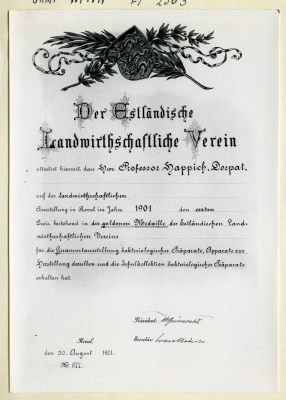 Der Estländische
Landwirthschaftliche Verein
attestirt hiermit, dass Herr Professor Happich, Dorpat,
auf der landwirthschaftlichen
Ausstellung in Reval im Jahre 1901 den ersten
Preis bestehend in der goldenen Medaille des Estländischen Land-
wirthschaftlichen Vereins
für die Gesammtausstellung bakteriologischer Präparate, Apparate zur
Herstellung derselben und die Schulkollektion bakteriologischer Präparate
erhalten hat.
Präsident
Reval,
den 30. August 1901.
№ 577.